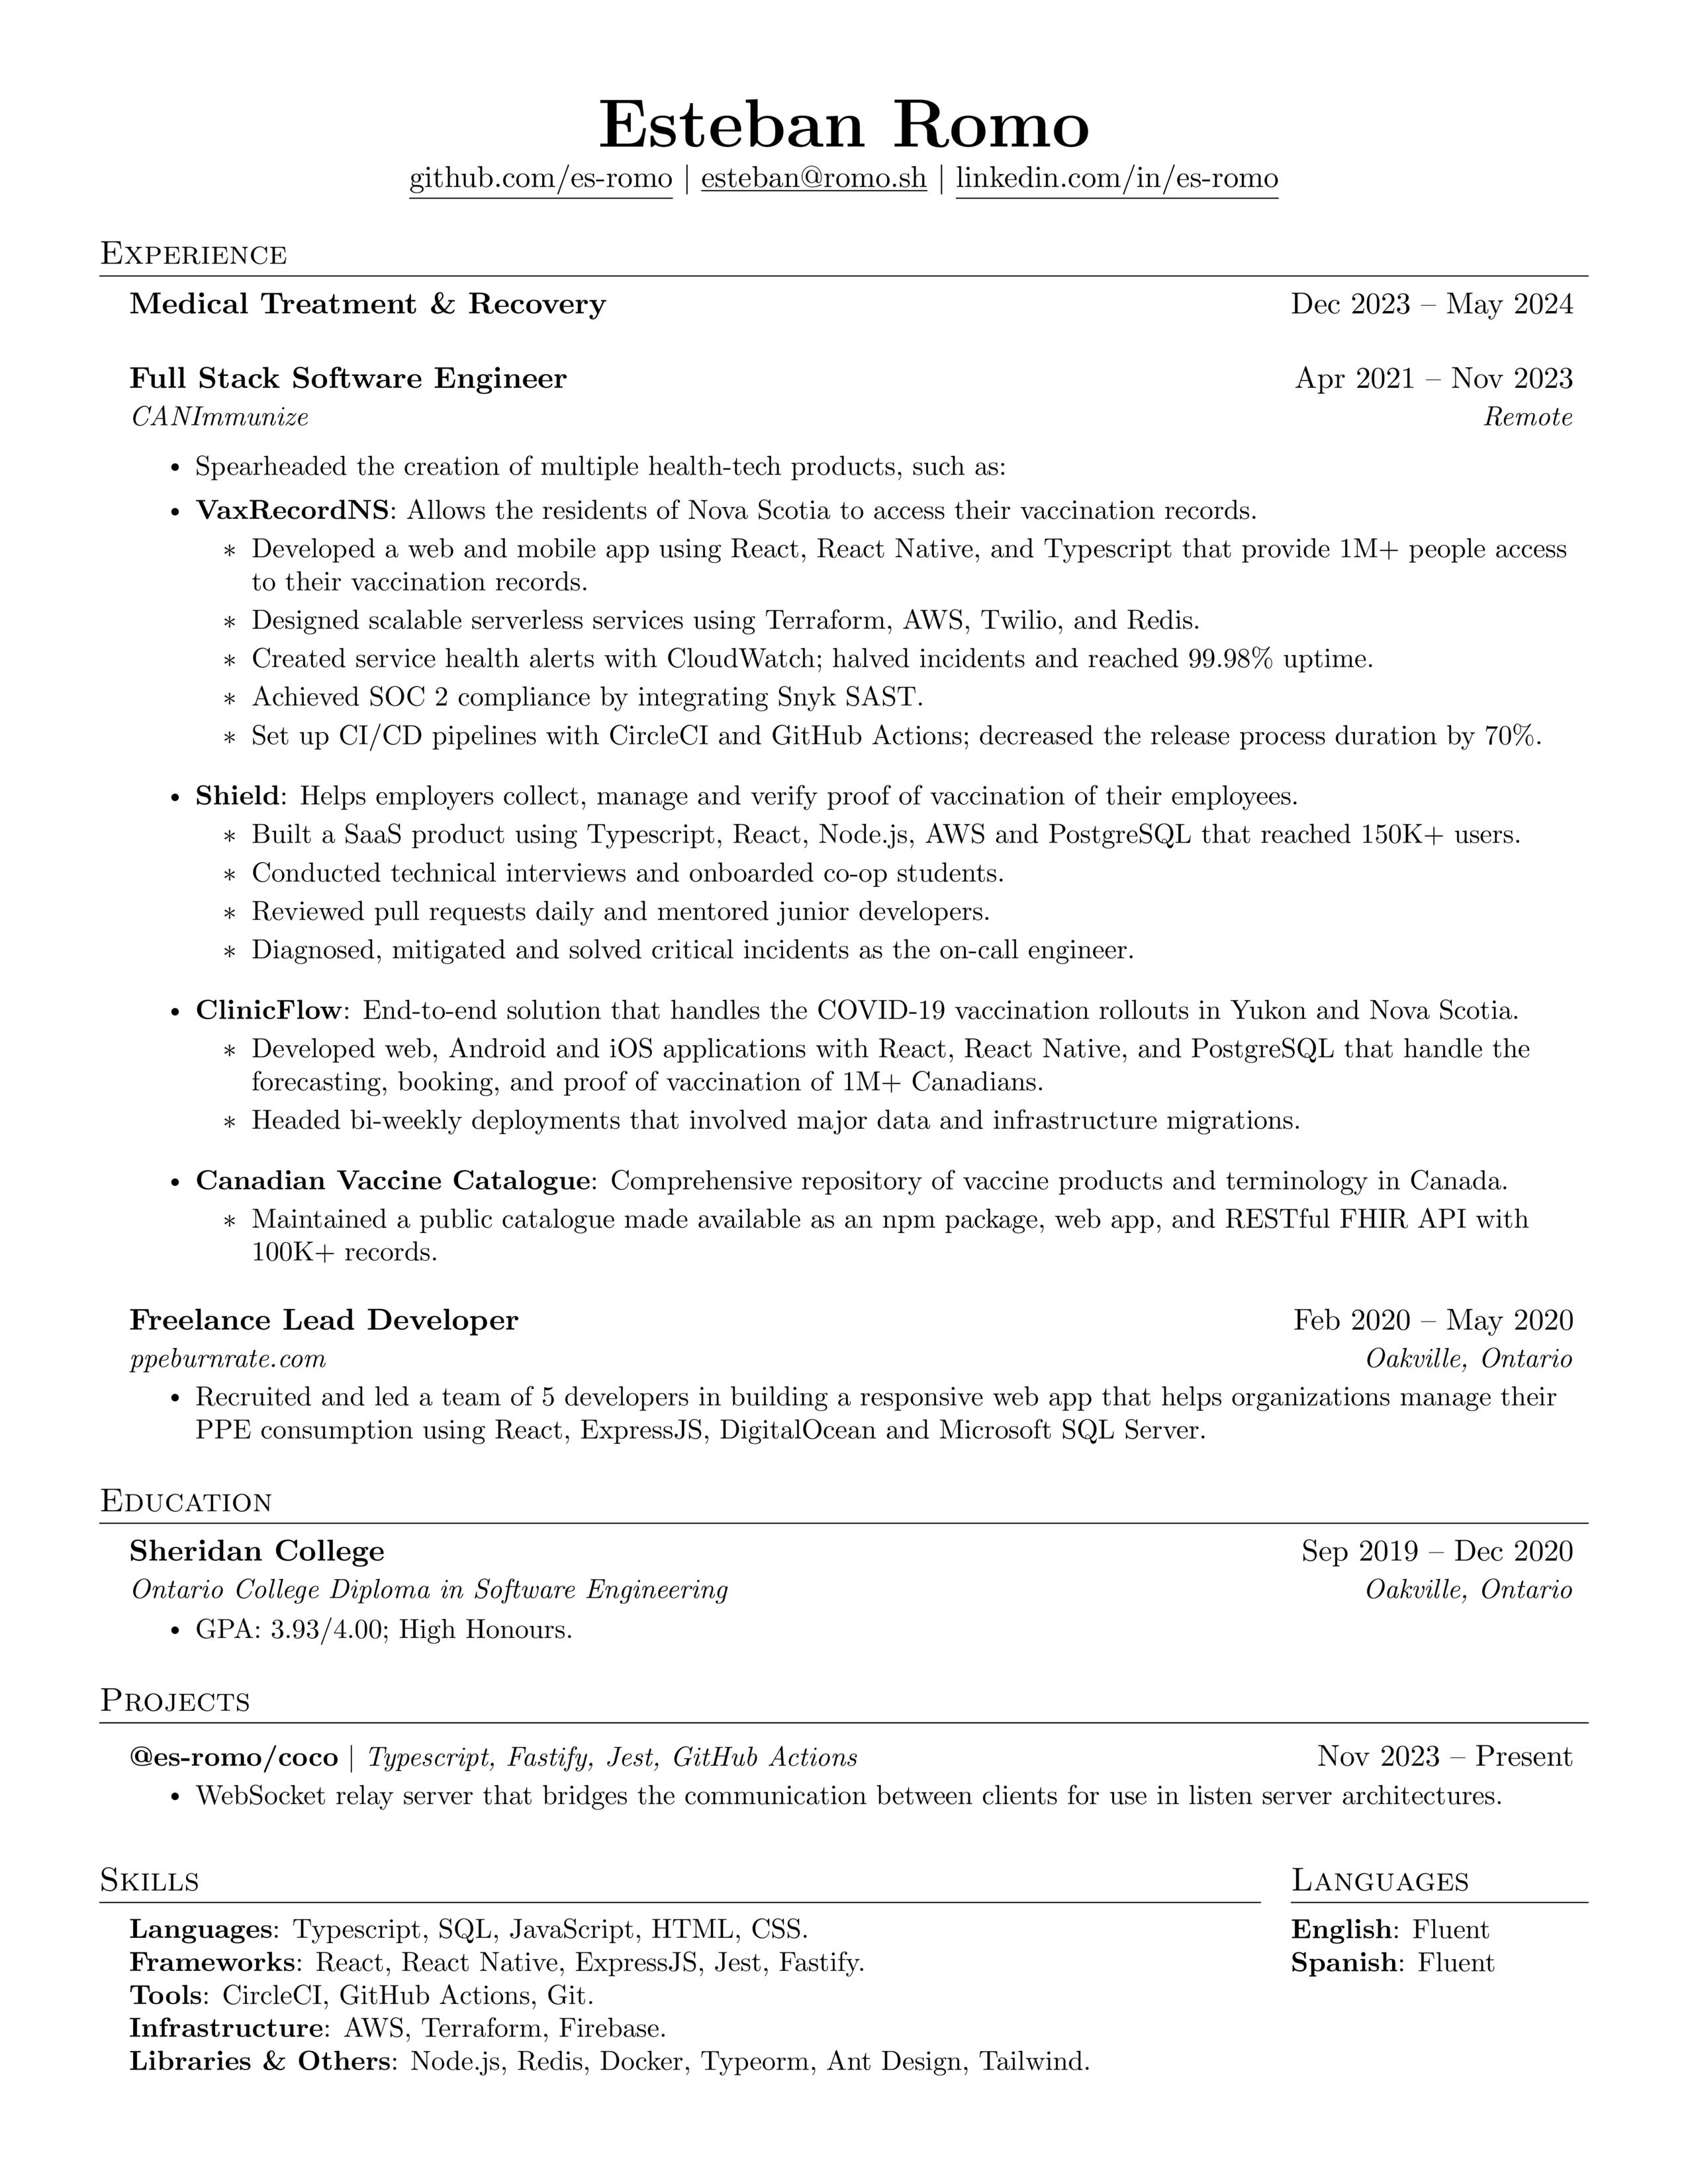 Esteban Romo
github.com/es-romo | esteban@romo.sh | linkedin.com/in/es-romo
Experience
Medical Treatment & Recovery Dec 2023 – May 2024
Full Stack Software Engineer Apr 2021 – Nov 2023
CANImmunize Remote
• Spearheaded the creation of multiple health-tech products, such as:
• VaxRecordNS: Allows the residents of Nova Scotia to access their vaccination records.
∗ Developed a web and mobile app using React, React Native, and Typescript that provide 1M+ people access
to their vaccination records.
∗ Designed scalable serverless services using Terraform, AWS, Twilio, and Redis.
∗ Created service health alerts with CloudWatch; halved incidents and reached 99.98% uptime.
∗ Achieved SOC 2 compliance by integrating Snyk SAST.
∗ Set up CI/CD pipelines with CircleCI and GitHub Actions; decreased the release process duration by 70%.
• Shield: Helps employers collect, manage and verify proof of vaccination of their employees.
∗ Built a SaaS product using Typescript, React, Node.js, AWS and PostgreSQL that reached 150K+ users.
∗ Conducted technical interviews and onboarded co-op students.
∗ Reviewed pull requests daily and mentored junior developers.
∗ Diagnosed, mitigated and solved critical incidents as the on-call engineer.
• ClinicFlow: End-to-end solution that handles the COVID-19 vaccination rollouts in Yukon and Nova Scotia.
∗ Developed web, Android and iOS applications with React, React Native, and PostgreSQL that handle the
forecasting, booking, and proof of vaccination of 1M+ Canadians.
∗ Headed bi-weekly deployments that involved major data and infrastructure migrations.
• Canadian Vaccine Catalogue: Comprehensive repository of vaccine products and terminology in Canada.
∗ Maintained a public catalogue made available as an npm package, web app, and RESTful FHIR API with
100K+ records.
Freelance Lead Developer Feb 2020 – May 2020
ppeburnrate.com Oakville, Ontario
• Recruited and led a team of 5 developers in building a responsive web app that helps organizations manage their
PPE consumption using React, ExpressJS, DigitalOcean and Microsoft SQL Server.
Education
Sheridan College Sep 2019 – Dec 2020
Ontario College Diploma in Software Engineering Oakville, Ontario
• GPA: 3.93/4.00; High Honours.
Projects
@es-romo/coco | Typescript, Fastify, Jest, GitHub Actions Nov 2023 – Present
• WebSocket relay server that bridges the communication between clients for use in listen server architectures.
Skills
Languages: Typescript, SQL, JavaScript, HTML, CSS.
Frameworks: React, React Native, ExpressJS, Jest, Fastify.
Tools: CircleCI, GitHub Actions, Git.
Infrastructure: AWS, Terraform, Firebase.
Libraries & Others: Node.js, Redis, Docker, Typeorm, Ant Design, Tailwind.
Languages
English: Fluent
Spanish: Fluent